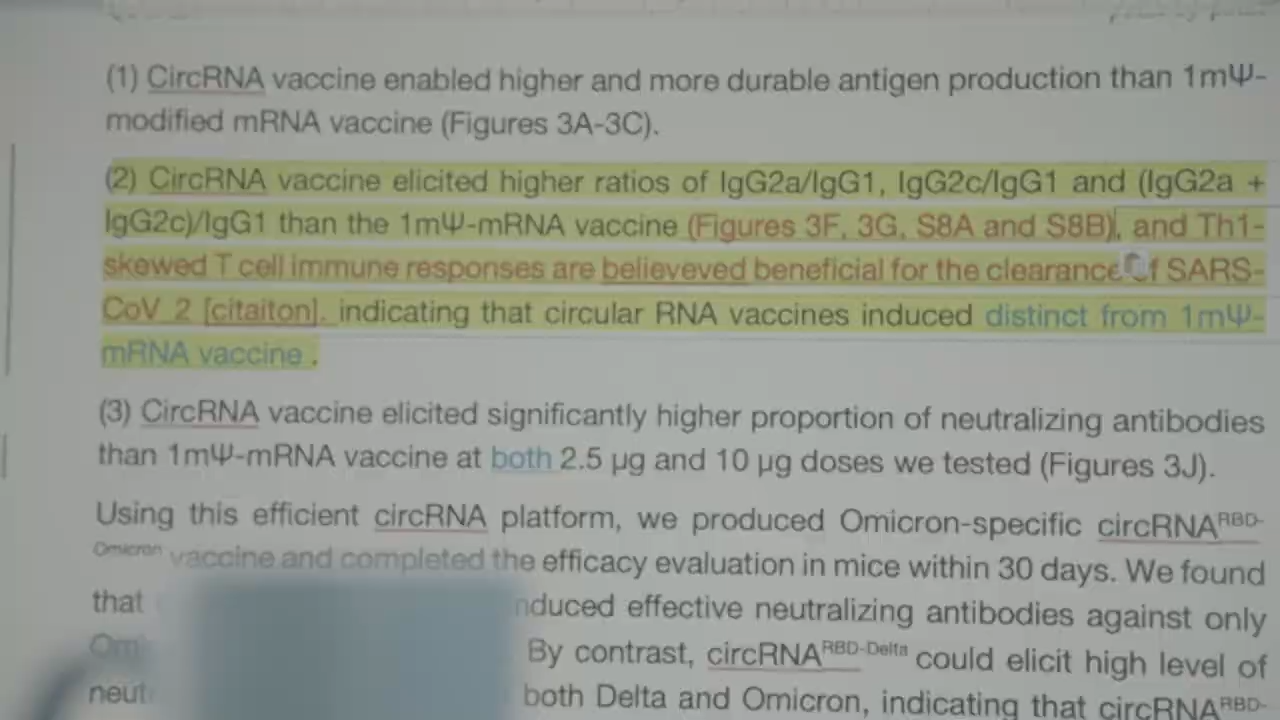 (1) CircRNA vaccine enabled higher and more durable antigen production than 1mΨ-
modified mRNA vaccine (Figures 3A-3C).
(2) CircRNA vaccine elicited higher ratios of IgG2a/IgG1, IgG2c/IgG1 and (IgG2a +
IgG2c)/IgG1 than the 1mΨ-mRNA vaccine (Figures 3F, 3G, S8A and S8B), and Th1-
skewed T cell immune responses are believeved beneficial for the clearance of SARS-
CoV 2 [citaiton], indicating that circular RNA vaccines induced distinct from 1mΨ-
mRNA vaccine .
(3) CircRNA vaccine elicited significantly higher proportion of neutralizing antibodies
than 1mΨ-mRNA vaccine at both 2.5 μg and 10 μg doses we tested (Figures 3J).
Using this efficient circRNA platform, we produced Omicron-specific circRNA^RBD-
Omicron vaccine and completed the efficacy evaluation in mice within 30 days. We found
that nduced effective neutralizing antibodies against only
Omi By contrast, circRNA^RBD-Delta could elicit high level of
neut both Delta and Omicron, indicating that circRNA^RBD-